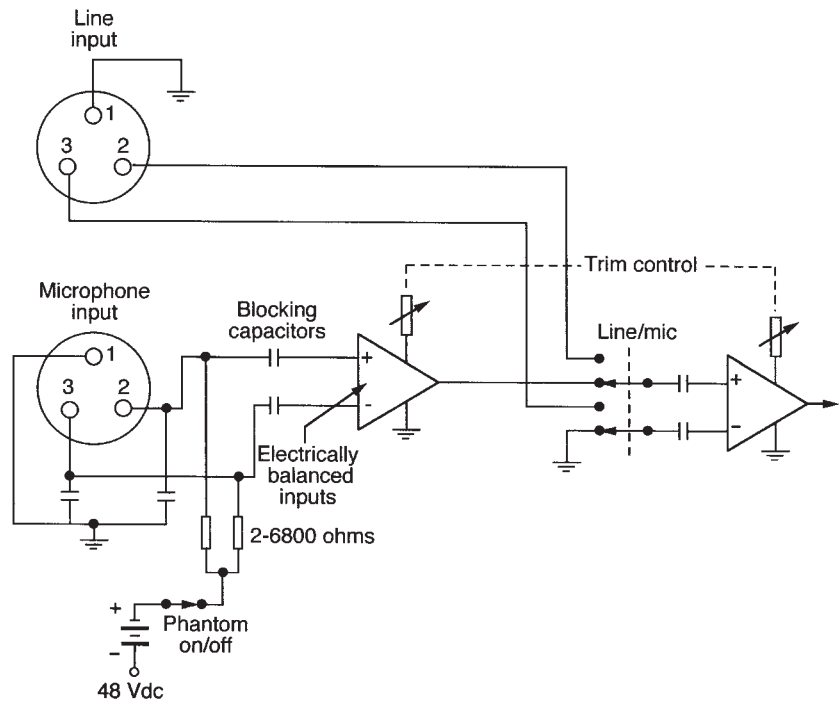 Line
input
1
3 2
Trim control
Microphone
input
Blocking
capacitors
Line/mic
1
3 2
+
-
+
−
Electrically
balanced
inputs
2-6800 ohms
+
Phantom
on/off
−
48 Vdc